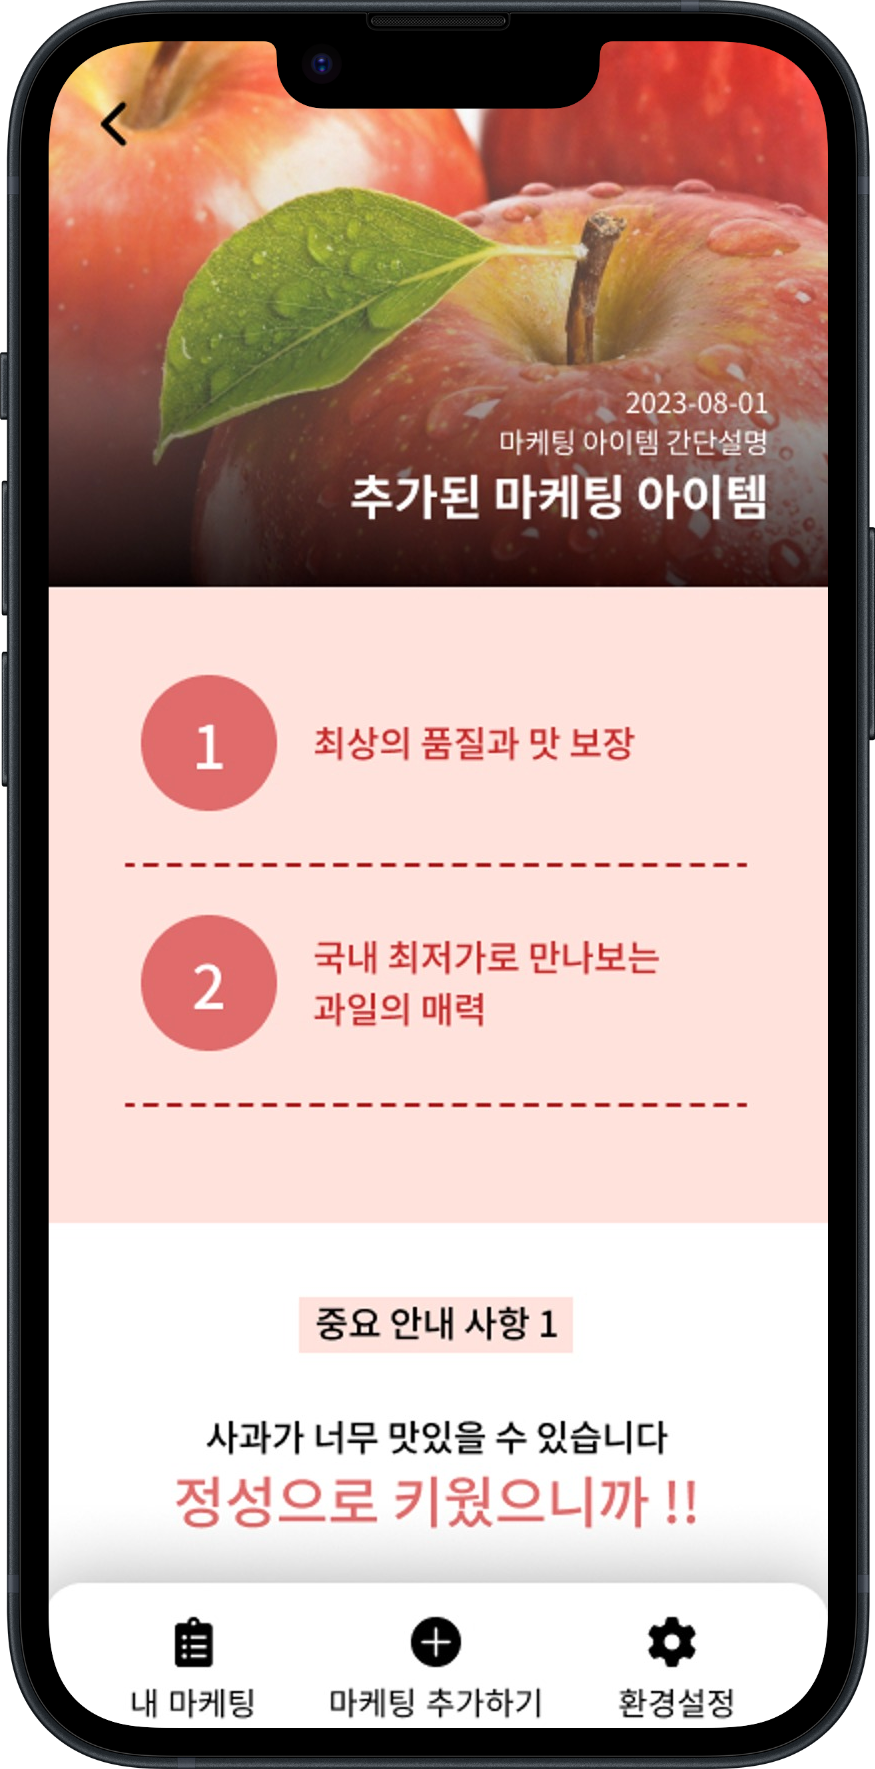 2023-08-01
마케팅 아이템 간단설명
추가된 마케팅 아이템
1
최상의 품질과 맛 보장
2
국내 최저가로 만나보는
과일의 매력
중요 안내 사항 1
사과가 너무 맛있을 수 있습니다
정성으로 키웠으니까 !!
내 마케팅
마케팅 추가하기
환경설정